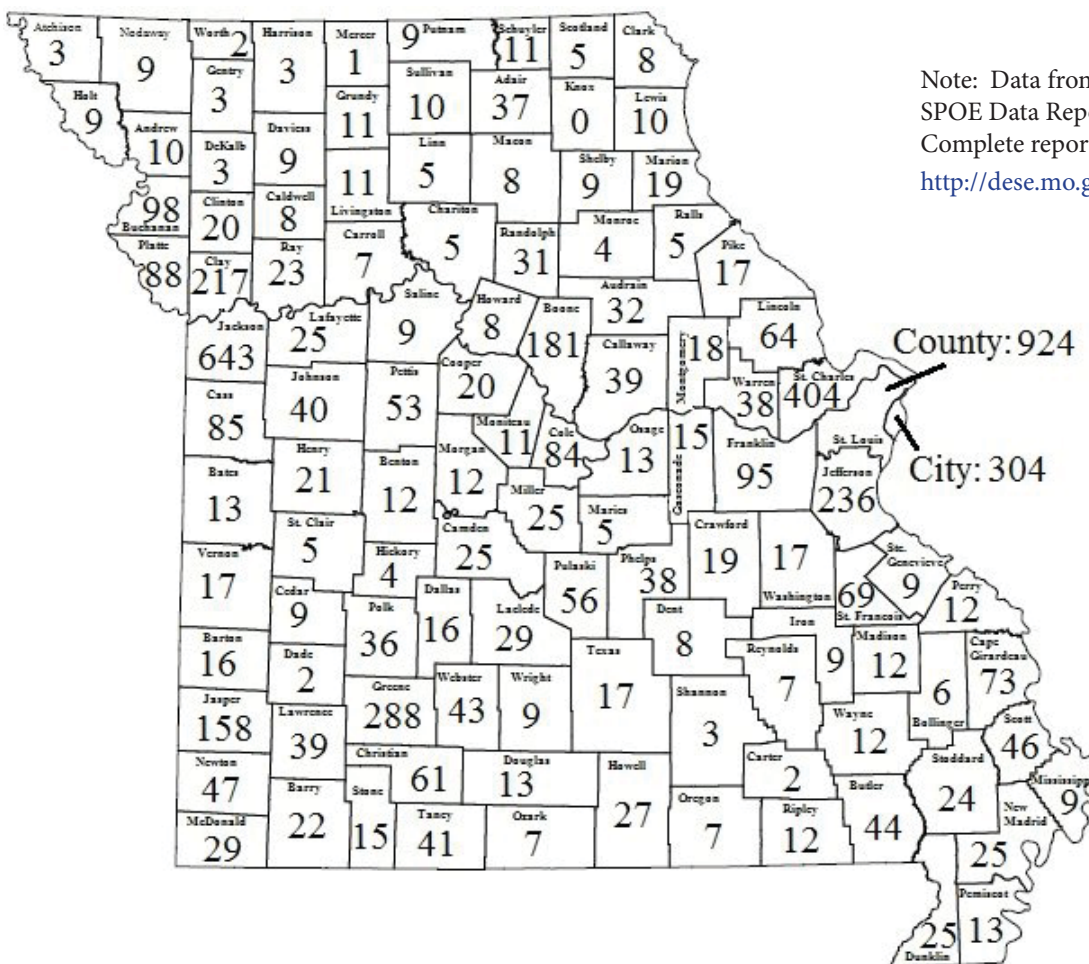 Atchison
3
Nodaway
9
Worth 2
Harrison
3
Mercer
1
9 Putnam
Schuyler
11
Scotland
5
Clark
8
Note: Data from
SPOE Data Repo
Complete repor
http://dese.mo.g
Holt
9
Gentry
3
Grundy
11
Sullivan
10
Adair
37
Knox
0
Lewis
10
Andrew
10
DeKalb
3
Daviess
9
11
Livingston
Linn
5
Macon
8
Shelby
9
Marion
19
98
Buchanan
Clinton
20
Caldwell
8
Chariton
5
Randolph
31
Monroe
4
Ralls
5
Pike
17
Platte
88
Clay
217
Ray
23
Carroll
7
Audrain
32
Lincoln
64
Jackson
643
Lafayette
25
Saline
9
Howard
8
Boone
181
Callaway
39
Montgomery
18
Warren
38
St. Charles
404
County: 924
Cass
85
Johnson
40
Pettis
53
Cooper
20
Moniteau
11
Cole
84
Osage
13
Gasconade
15
Franklin
95
St. Louis
City: 304
Jefferson
236
Bates
13
Henry
21
Benton
12
Morgan
12
Miller
25
Maries
5
Crawford
19
17
Washington
Ste.
Genevieve
9
Vernon
17
St. Clair
5
Hickory
4
Camden
25
Pulaski
56
Phelps
38
69
St. Francois
Perry
12
Cedar
9
Polk
36
Dallas
16
Laclede
29
Dent
8
Iron
9
Madison
12
Cape
Girardeau
73
Barton
16
Dade
2
Greene
288
Webster
43
Wright
9
Texas
17
Reynolds
7
6
Bollinger
Jasper
158
Lawrence
39
Shannon
3
Wayne
12
Scott
46
Newton
47
Christian
61
Douglas
13
Howell
27
Carter
2
Butler
44
Stoddard
24
Mississippi
9
McDonald
29
Barry
22
Stone
15
Taney
41
Ozark
7
Oregon
7
Ripley
12
New
Madrid
25
Pemiscot
13
25
Dunklin